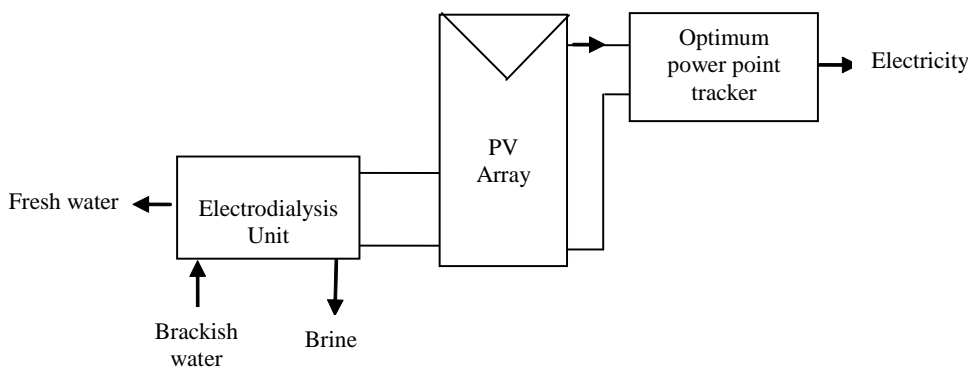 Optimum
power point
tracker
Electricity
PV
Array
Fresh water
Electrodialysis
Unit
Brackish
water
Brine